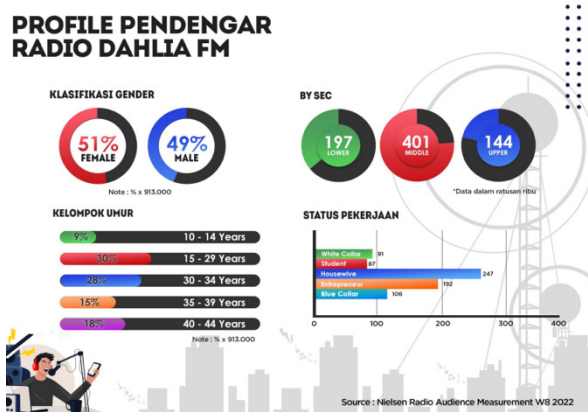 PROFILE PENDENGAR
RADIO DAHLIA FM
KLASIFIKASI GENDER
51%
FEMALE
49%
MALE
Note : % x 913.000
BY SEC
197
LOWER
401
MIDDLE
144
UPPER
*Data dalam ratusan ribu
KELOMPOK UMUR
9% 10 - 14 Years
30% 15 - 29 Years
28% 30 - 34 Years
15% 35 - 39 Years
18% 40 - 44 Years
Note : % x 913.000
STATUS PEKERJAAN
White Collar 91
Student 87
Housewive 247
Entrepreneur 192
Blue Collar 106
0 100 200 300 400
Source : Nielsen Radio Audience Measurement W8 2022